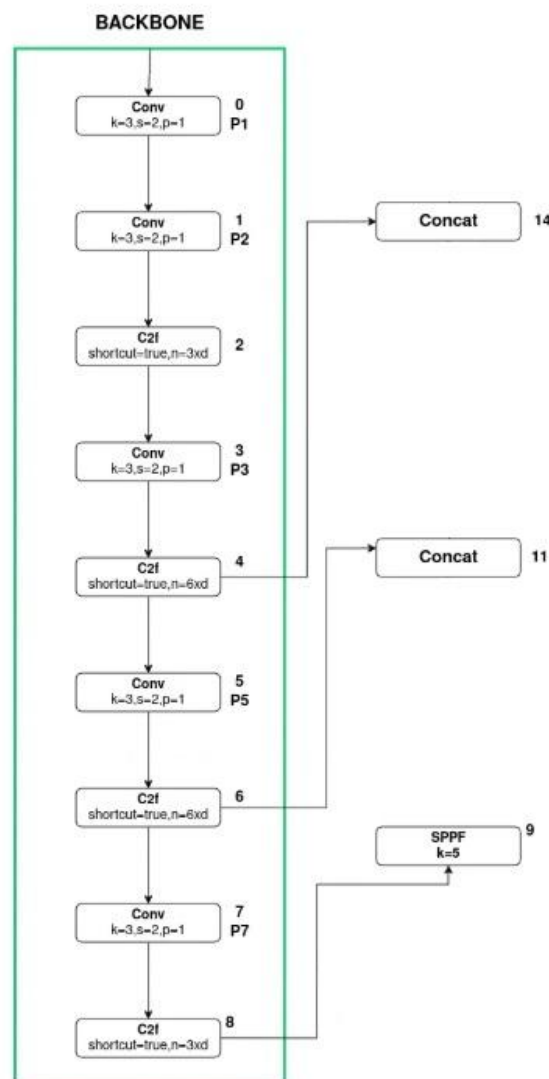 BACKBONE
Conv
k=3,s=2,p=1
0
P1
Conv
k=3,s=2,p=1
1
P2
Concat
14
C2f
shortcut=true,n=3xd
2
Conv
k=3,s=2,p=1
3
P3
C2f
shortcut=true,n=6xd
4
Concat
11
Conv
k=3,s=2,p=1
5
P5
C2f
shortcut=true,n=6xd
6
SPPF
k=5
9
Conv
k=3,s=2,p=1
7
P7
C2f
shortcut=true,n=3xd
8